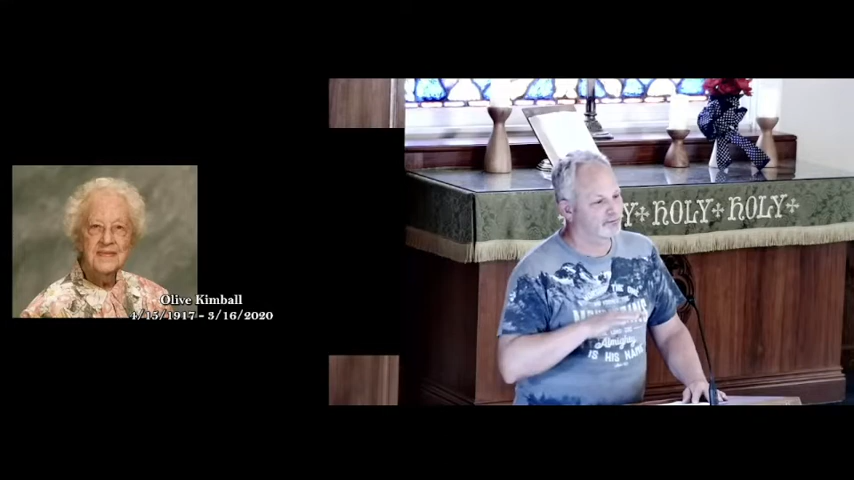 Olive Kimball
4/15/1917 - 3/16/2020
Y HOLY HOLY
Almighty
IS HIS NAME